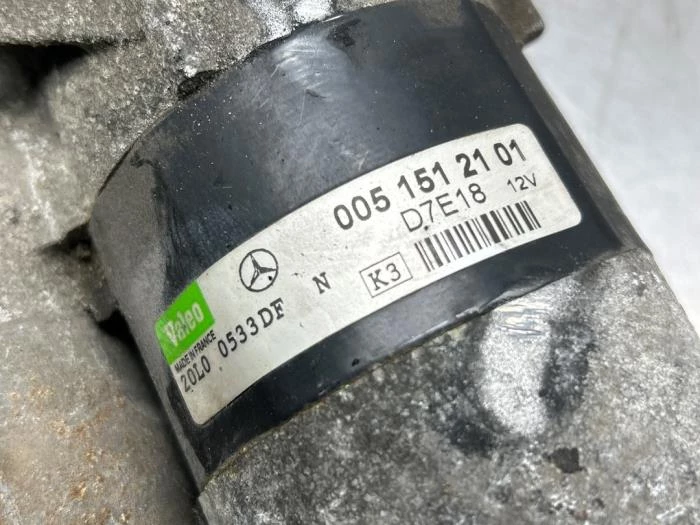 005 151 21 01
D7E18 12V
N K3
Valeo
MADE IN FRANCE
20L0 0533DF